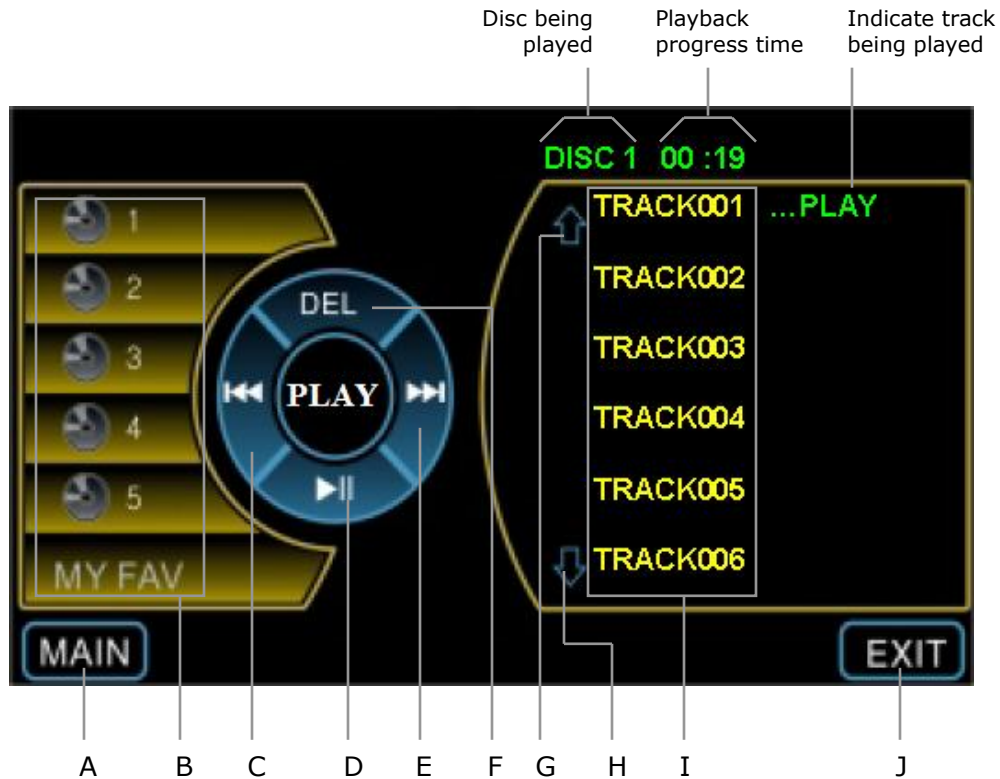 Disc being
played
Playback
progress time
Indicate track
being played
DISC 1 00 :19
1
2
3
4
5
MY FAV
DEL
PLAY
TRACK001 ...PLAY
TRACK002
TRACK003
TRACK004
TRACK005
TRACK006
MAIN
EXIT
A B C D E F G H I J